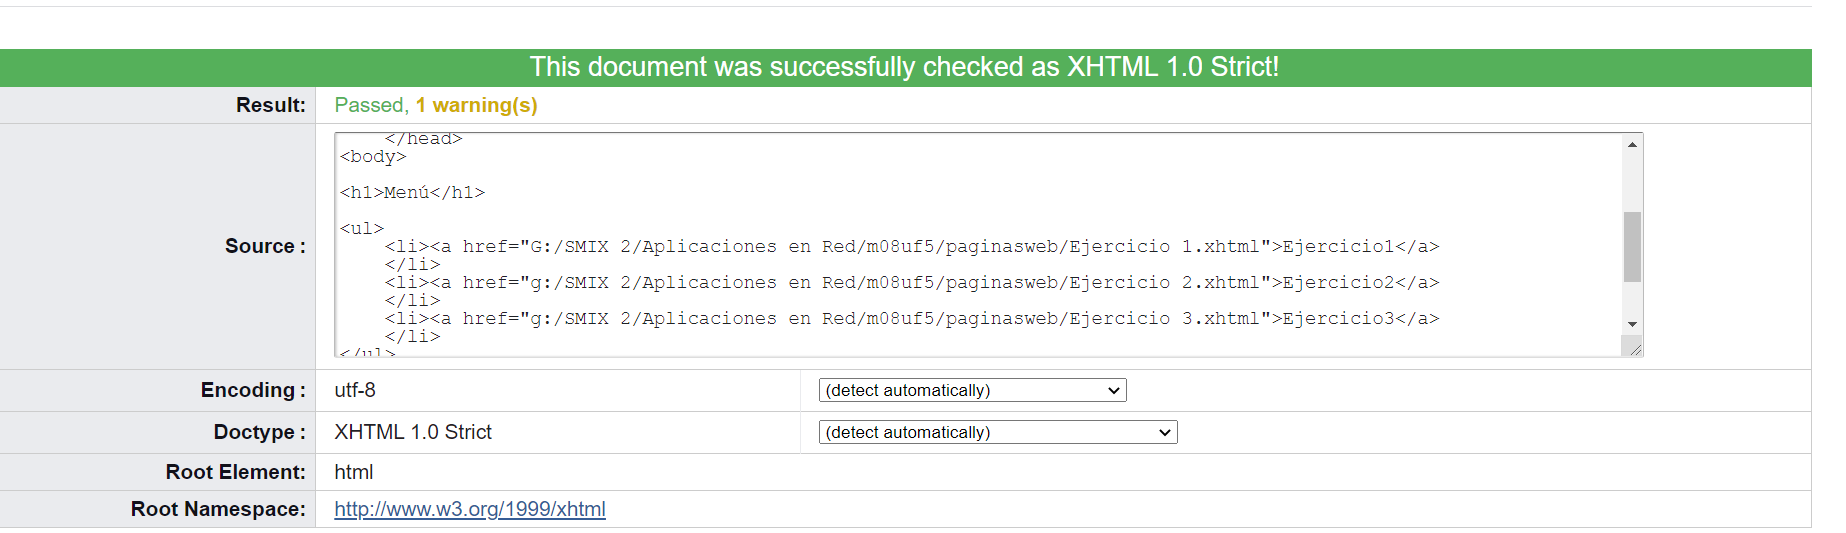 This document was successfully checked as XHTML 1.0 Strict!
Result: Passed, 1 warning(s)
Source :
</head>
<body>
<h1>Menú</h1>
<ul>
<li><a href="G:/SMIX 2/Aplicaciones en Red/m08uf5/paginasweb/Ejercicio 1.xhtml">Ejercicio1</a>
</li>
<li><a href="g:/SMIX 2/Aplicaciones en Red/m08uf5/paginasweb/Ejercicio 2.xhtml">Ejercicio2</a>
</li>
<li><a href="g:/SMIX 2/Aplicaciones en Red/m08uf5/paginasweb/Ejercicio 3.xhtml">Ejercicio3</a>
</li>
</ul>
Encoding : utf-8 (detect automatically)
Doctype : XHTML 1.0 Strict (detect automatically)
Root Element: html
Root Namespace: http://www.w3.org/1999/xhtml